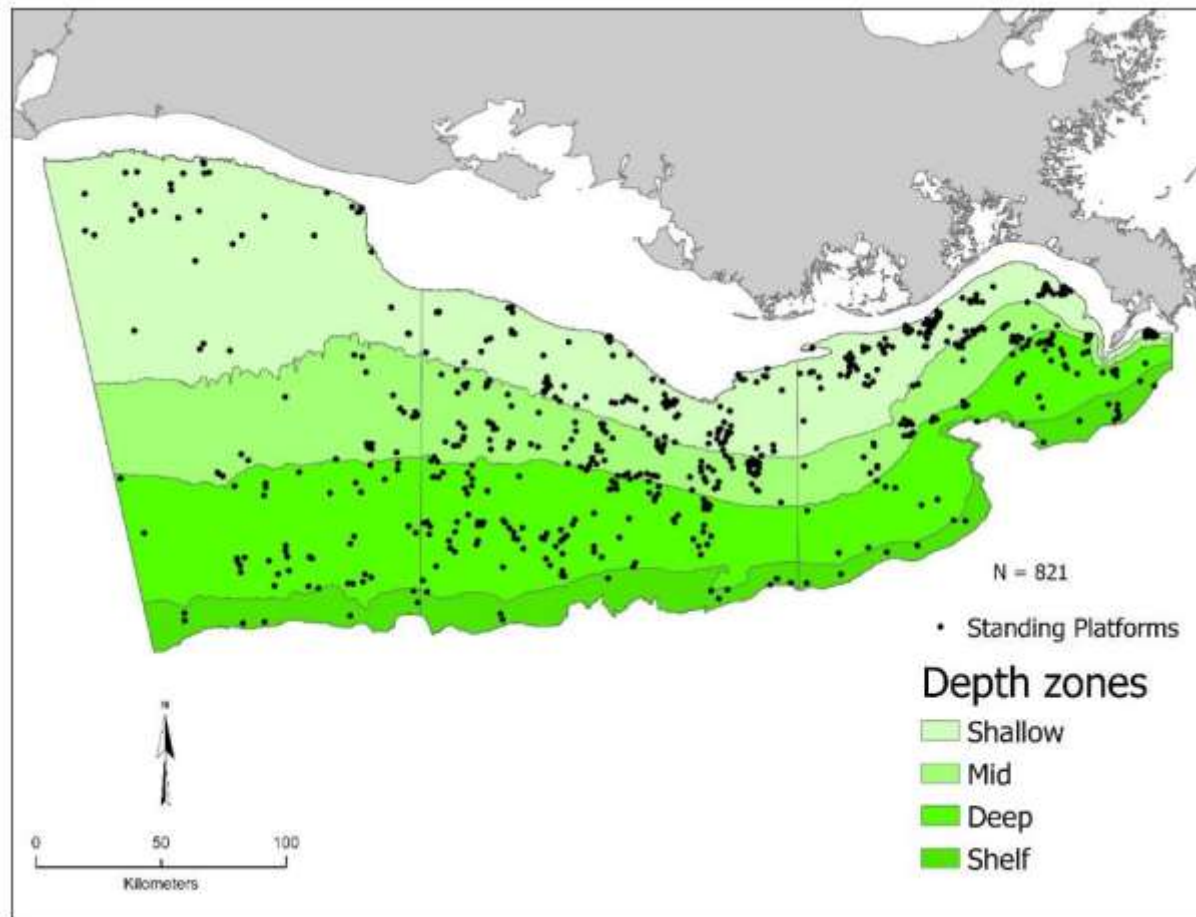 N = 821
Standing Platforms
Depth zones
Shallow
Mid
Deep
Shelf
N
0 50 100
Kilometers